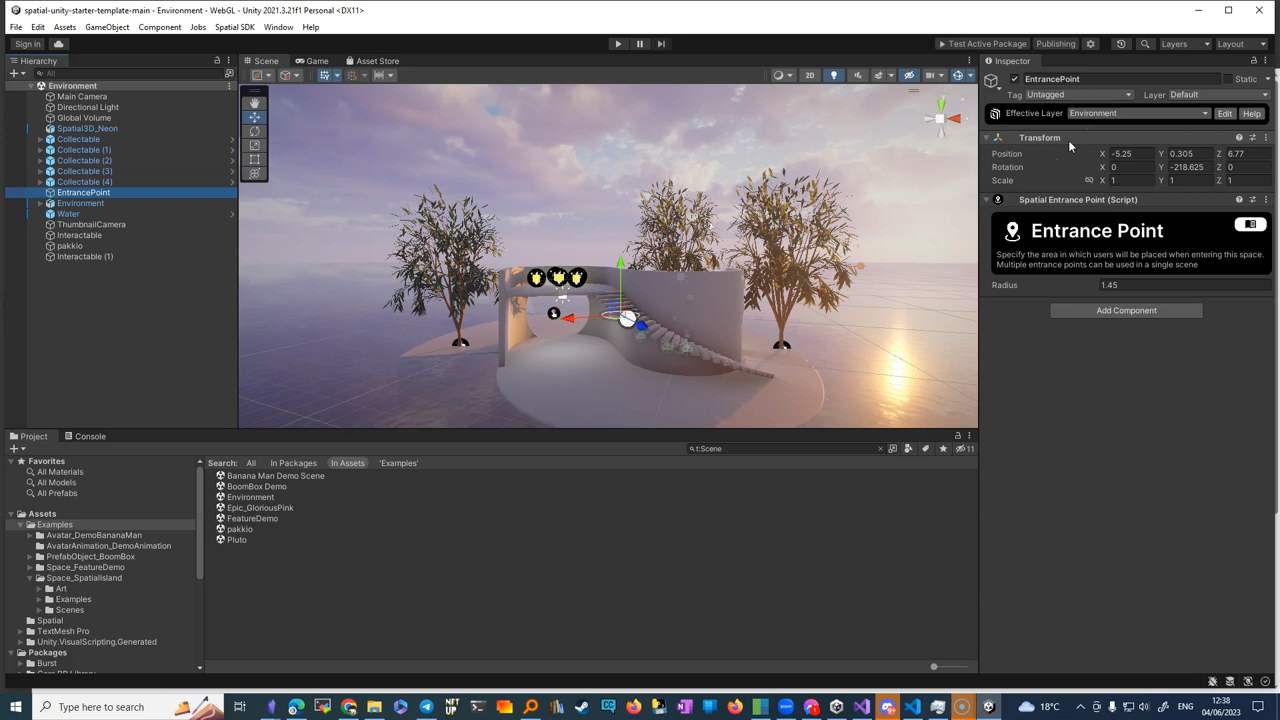 spatial-unity-starter-template-main - Environment - WebGL - Unity 2021.3.21f1 Personal <DX11>
File Edit Assets GameObject Component Jobs Spatial SDK Window Help
Sign in
Test Active Package Publishing Layers Layout
Hierarchy
All
Environment
Main Camera
Directional Light
Global Volume
Spatial3D_Neon
Collectable
Collectable (1)
Collectable (2)
Collectable (3)
Collectable (4)
EntrancePoint
Environment
Water
ThumbnailCamera
Interactable
pakkio
Interactable (1)
Scene Game Asset Store
2D
Inspector
EntrancePoint Static
Tag Untagged Layer Default
Effective Layer Environment Edit Help
Transform
Position X -5.25 Y 0.305 Z 6.77
Rotation X 0 Y -218.625 Z 0
Scale X 1 Y 1 Z 1
Spatial Entrance Point (Script)
Entrance Point
Specify the area in which users will be placed when entering this space.
Multiple entrance points can be used in a single scene
Radius 1.45
Add Component
Project Console
t:Scene
11
Favorites
All Materials
All Models
All Prefabs
Assets
Examples
Avatar_DemoBananaMan
AvatarAnimation_DemoAnimation
PrefabObject_BoomBox
Space_FeatureDemo
Space_SpatialIsland
Art
Examples
Scenes
Spatial
TextMesh Pro
Unity.VisualScripting.Generated
Packages
Burst
Search: All In Packages In Assets 'Examples'
Banana Man Demo Scene
BoomBox Demo
Environment
Epic_GloriousPink
FeatureDemo
pakkio
Pluto
Type here to search
18°C
ENG
12:38
04/06/2023